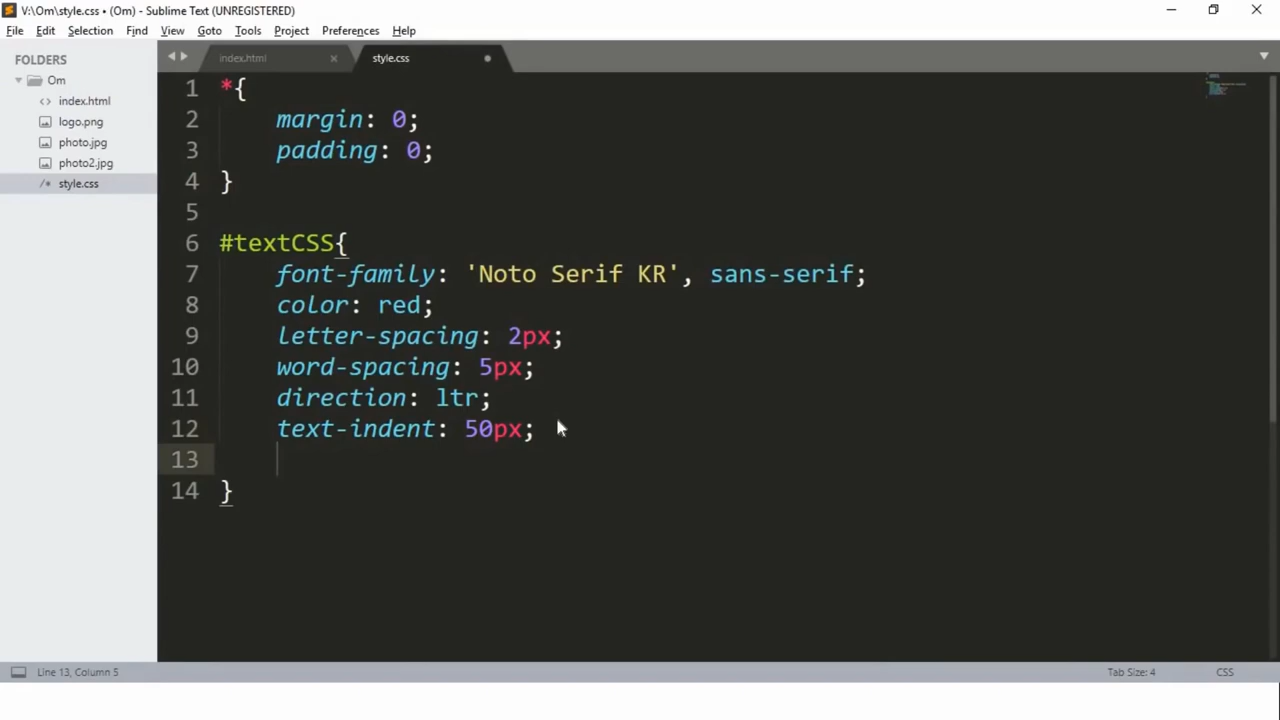 V:\Om\style.css • (Om) - Sublime Text (UNREGISTERED)
File Edit Selection Find View Goto Tools Project Preferences Help
FOLDERS
Om
index.html
logo.png
photo.jpg
photo2.jpg
style.css
index.html
style.css
1 *{
2 margin: 0;
3 padding: 0;
4 }
5
6 #textCSS{
7 font-family: 'Noto Serif KR', sans-serif;
8 color: red;
9 letter-spacing: 2px;
10 word-spacing: 5px;
11 direction: ltr;
12 text-indent: 50px;
13
14 }
Line 13, Column 5
Tab Size: 4
CSS